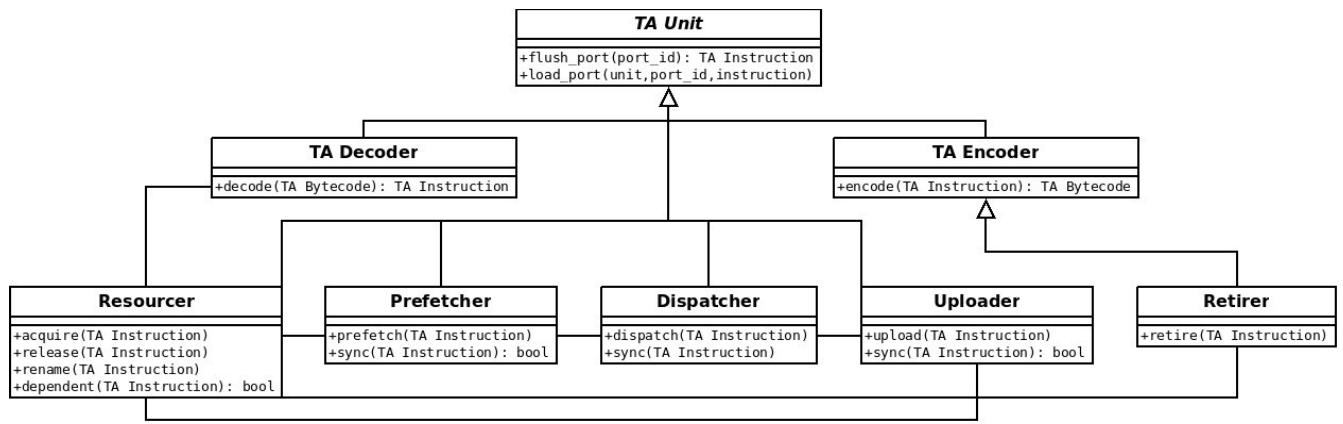 TA Unit
+flush_port(port_id): TA Instruction
+load_port(unit,port_id,instruction)
TA Decoder
+decode(TA Bytecode): TA Instruction
TA Encoder
+encode(TA Instruction): TA Bytecode
Resourcer
+acquire(TA Instruction)
+release(TA Instruction)
+rename(TA Instruction)
+dependent(TA Instruction): bool
Prefetcher
+prefetch(TA Instruction)
+sync(TA Instruction): bool
Dispatcher
+dispatch(TA Instruction)
+sync(TA Instruction)
Uploader
+upload(TA Instruction)
+sync(TA Instruction): bool
Retirer
+retire(TA Instruction)